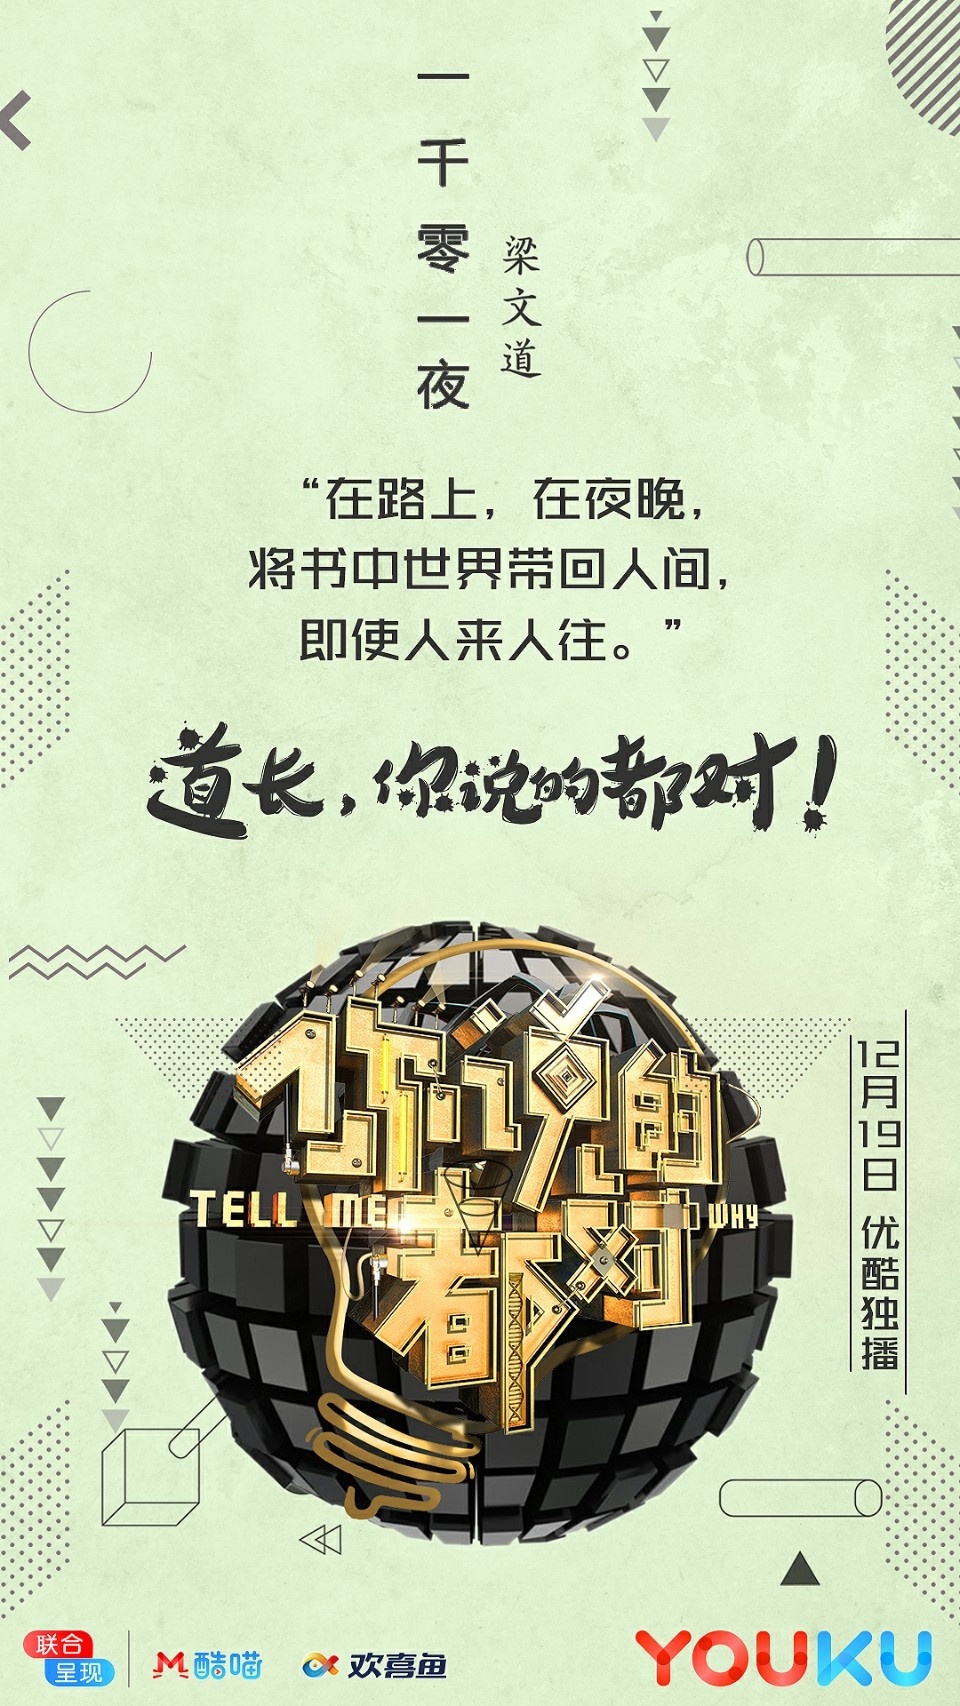 一千零一夜
梁文道
“在路上，在夜晚，
将书中世界带回人间，
即使人来人往。”
道长，你说的都对！
你说的
TELL ME WHY
都对
12月19日 优酷独播
联合
呈现
酷喵
欢喜鱼
YOUKU